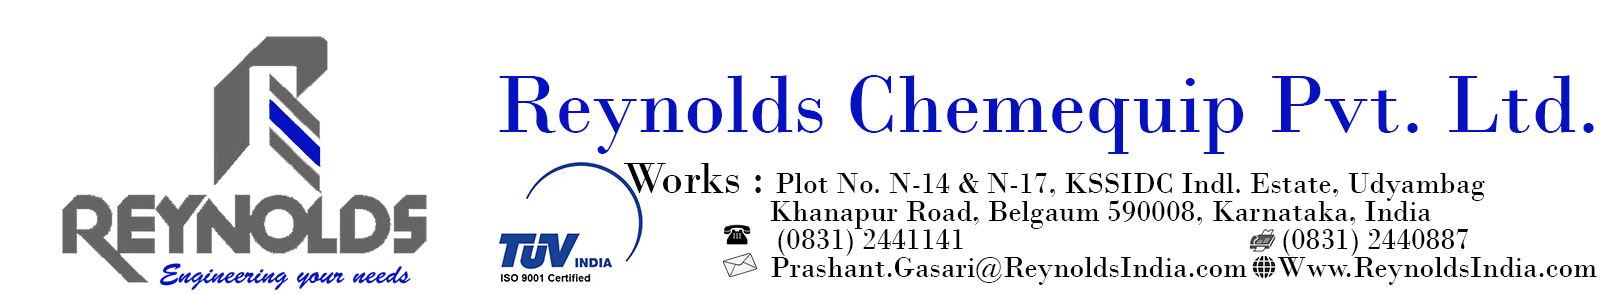 REYNOLDS
Engineering your needs
Reynolds Chemequip Pvt. Ltd.
TÜV INDIA
ISO 9001 Certified
Works : Plot No. N-14 & N-17, KSSIDC Indl. Estate, Udyambag
Khanapur Road, Belgaum 590008, Karnataka, India
(0831) 2441141 (0831) 2440887
Prashant.Gasari@ReynoldsIndia.com Www.ReynoldsIndia.com